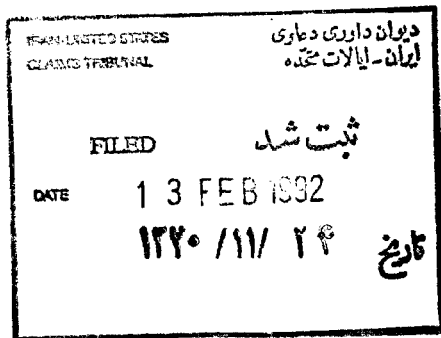 IRAN-UNITED STATES
CLAIMS TRIBUNAL
دیوان داوری دعاوی
ایران - ایالات متحده
FILED ثبت شد
DATE 13 FEB 1992
۱۳۷۰ /۱۱/ ۲۴ تاریخ